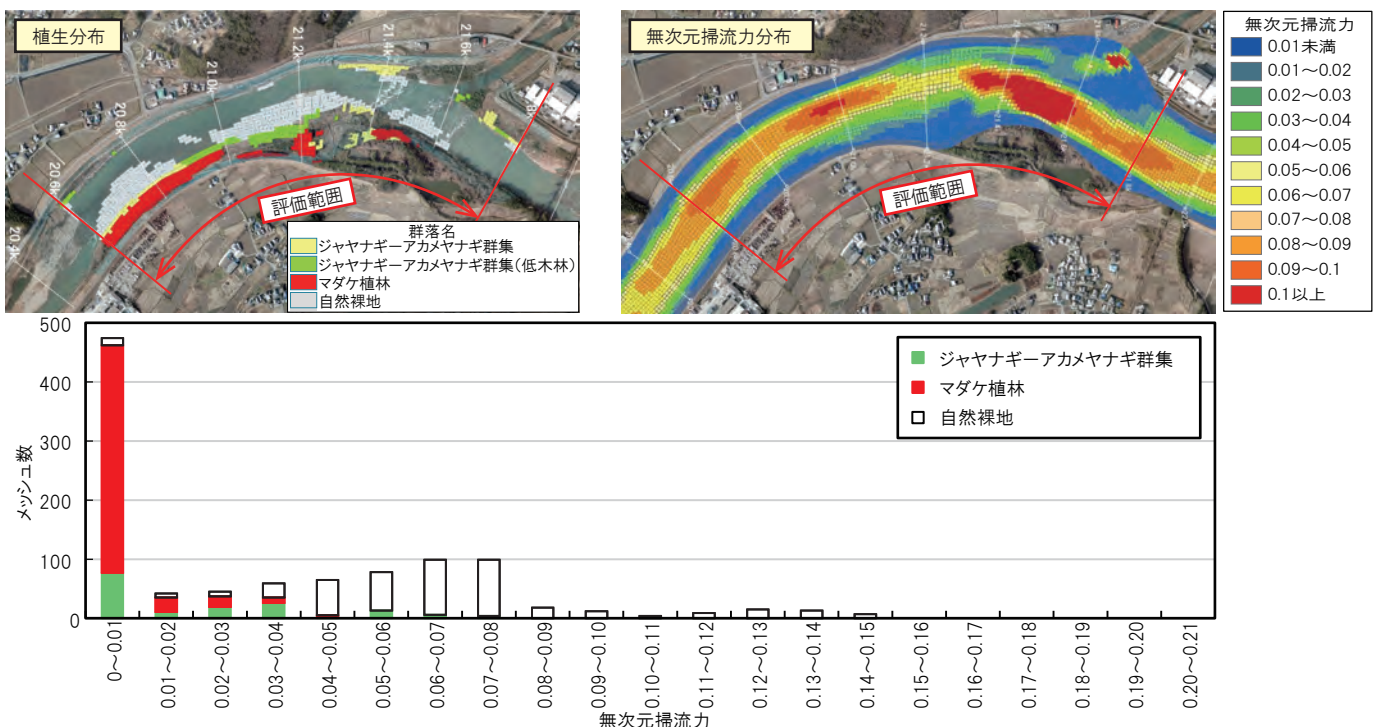 植生分布
20.4k
20.6k
20.8k
21.0k
21.2k
21.4k
21.6k
評価範囲
群落名
ジャヤナギーアカメヤナギ群集
ジャヤナギーアカメヤナギ群集(低木林)
マダケ植林
自然裸地
無次元掃流力分布
評価範囲
無次元掃流力
0.01未満
0.01～0.02
0.02～0.03
0.03～0.04
0.04～0.05
0.05～0.06
0.06～0.07
0.07～0.08
0.08～0.09
0.09～0.1
0.1以上
メッシュ数
500
400
300
200
100
0
ジャヤナギーアカメヤナギ群集
マダケ植林
自然裸地
0～0.01
0.01～0.02
0.02～0.03
0.03～0.04
0.04～0.05
0.05～0.06
0.06～0.07
0.07～0.08
0.08～0.09
0.09～0.10
0.10～0.11
0.11～0.12
0.12～0.13
0.13～0.14
0.14～0.15
0.15～0.16
0.16～0.17
0.17～0.18
0.18～0.19
0.19～0.20
0.20～0.21
無次元掃流力